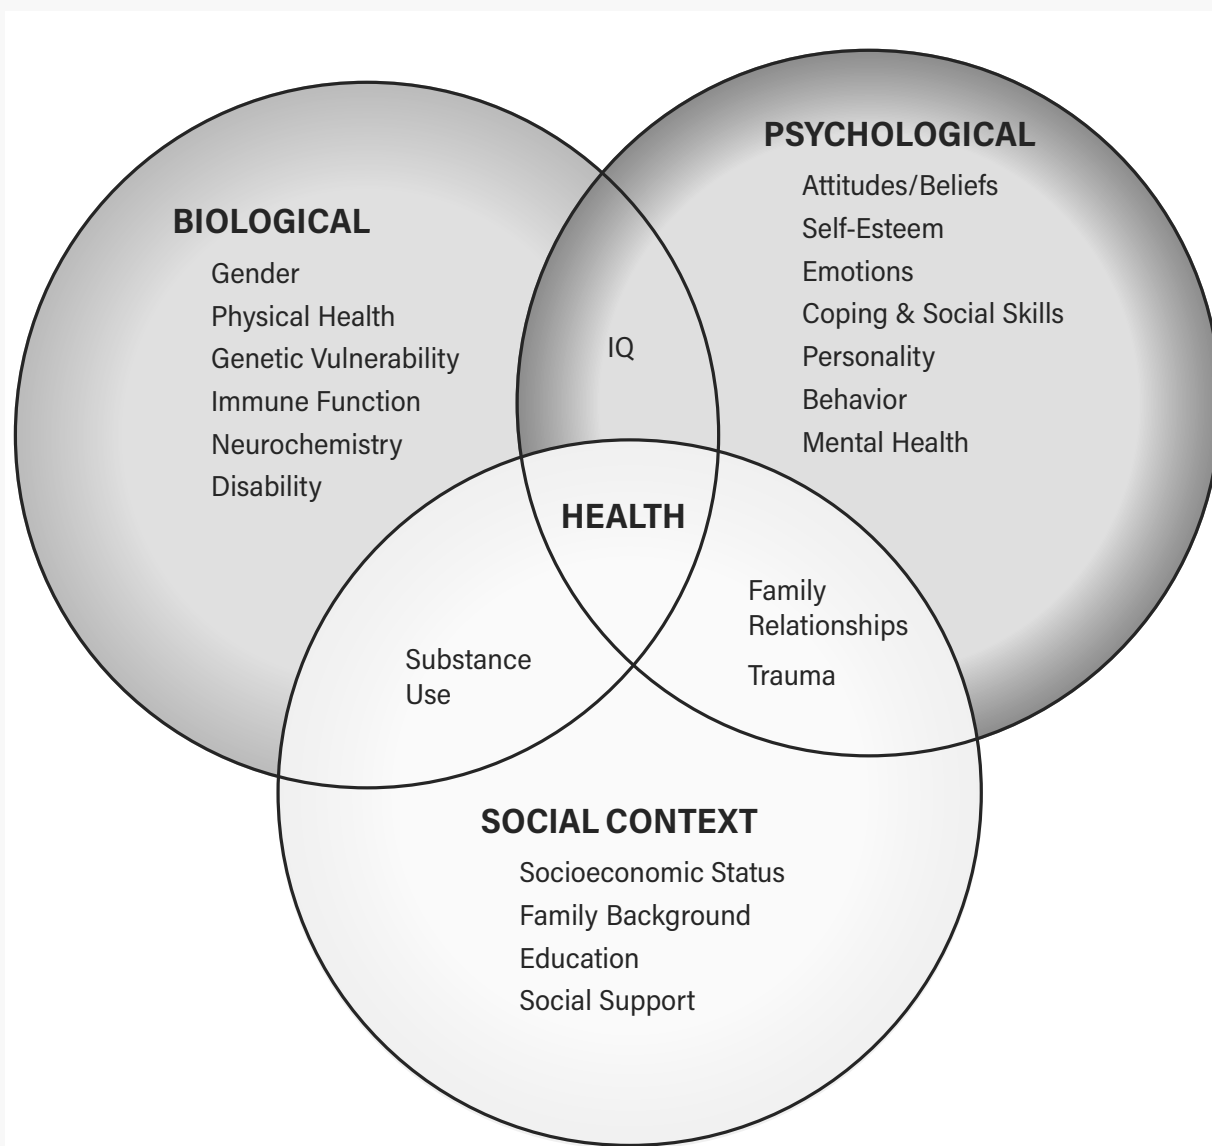 BIOLOGICAL
Gender
Physical Health
Genetic Vulnerability
Immune Function
Neurochemistry
Disability
PSYCHOLOGICAL
Attitudes/Beliefs
Self-Esteem
Emotions
Coping & Social Skills
Personality
Behavior
Mental Health
IQ
HEALTH
Substance
Use
Family
Relationships
Trauma
SOCIAL CONTEXT
Socioeconomic Status
Family Background
Education
Social Support